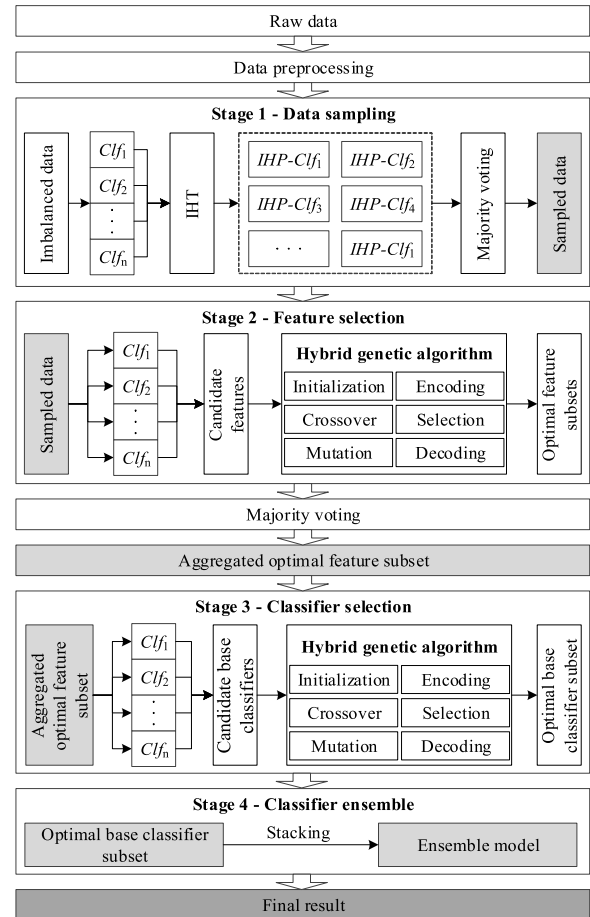 Raw data
Data preprocessing
Stage 1 - Data sampling
Imbalanced data
Clf1
Clf2
. . .
Clfn
IHT
IHP-Clf1
IHP-Clf2
IHP-Clf3
IHP-Clf4
. . .
IHP-Clf1
Majority voting
Sampled data
Stage 2 - Feature selection
Sampled data
Clf1
Clf2
. . .
Clfn
Candidate
features
Hybrid genetic algorithm
Initialization
Encoding
Crossover
Selection
Mutation
Decoding
Optimal feature
subsets
Majority voting
Aggregated optimal feature subset
Stage 3 - Classifier selection
Aggregated
optimal feature
subset
Clf1
Clf2
. . .
Clfn
Candidate base
classifiers
Hybrid genetic algorithm
Initialization
Encoding
Crossover
Selection
Mutation
Decoding
Optimal base
classifier subset
Stage 4 - Classifier ensemble
Optimal base classifier
subset
Stacking
Ensemble model
Final result